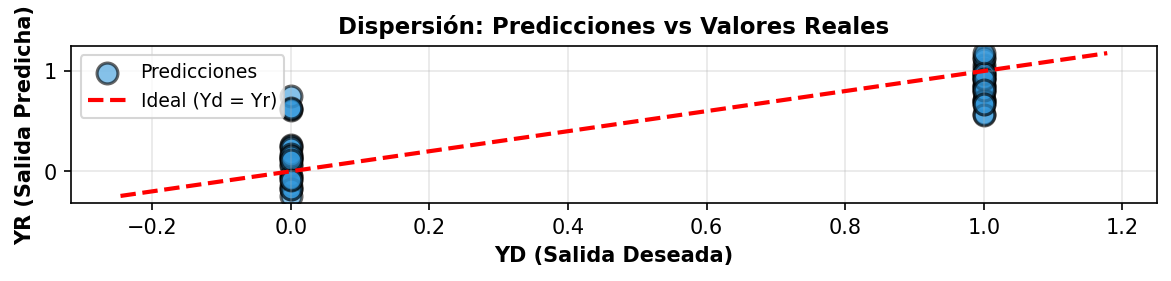 Dispersión: Predicciones vs Valores Reales
YR (Salida Predicha)
1
0
Predicciones
Ideal (Yd = Yr)
−0.2 0.0 0.2 0.4 0.6 0.8 1.0 1.2
YD (Salida Deseada)